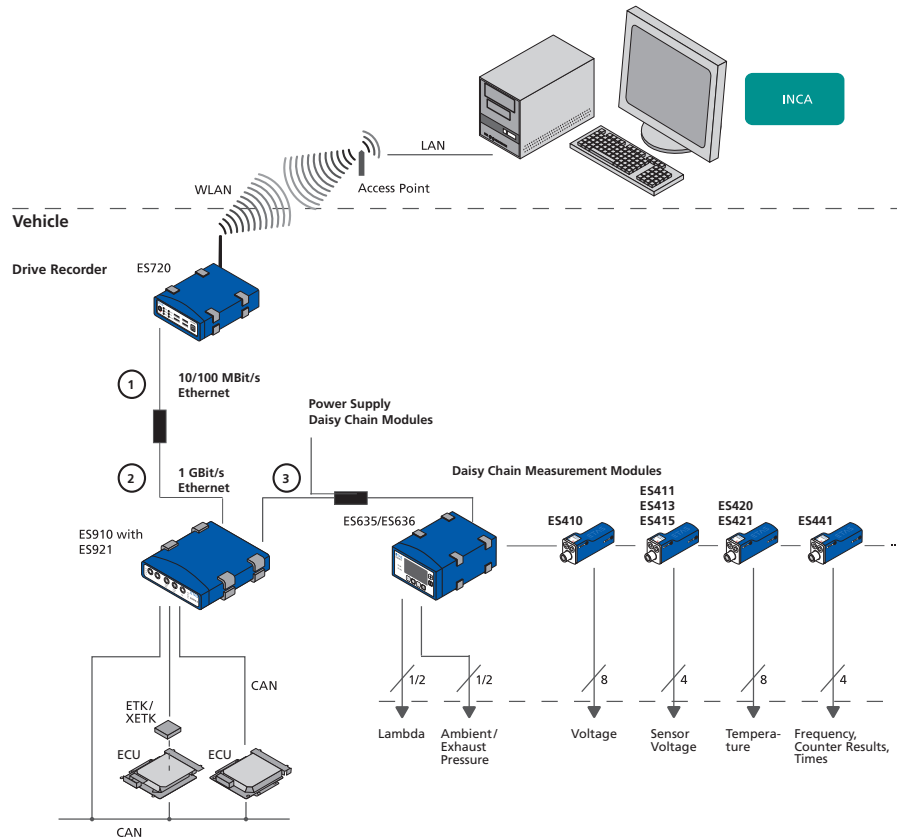 INCA
LAN
WLAN
Access Point
Vehicle
Drive Recorder
ES720
1
10/100 MBit/s
Ethernet
Power Supply
Daisy Chain Modules
2
1 GBit/s
Ethernet
3
Daisy Chain Measurement Modules
ES910 with
ES921
ES635/ES636
ES410
ES411
ES413
ES415
ES420
ES421
ES441
...
1/2
1/2
8
4
8
4
CAN
ETK/
XETK
ECU
ECU
CAN
Lambda
Ambient/
Exhaust
Pressure
Voltage
Sensor
Voltage
Tempera-
ture
Frequency,
Counter Results,
Times